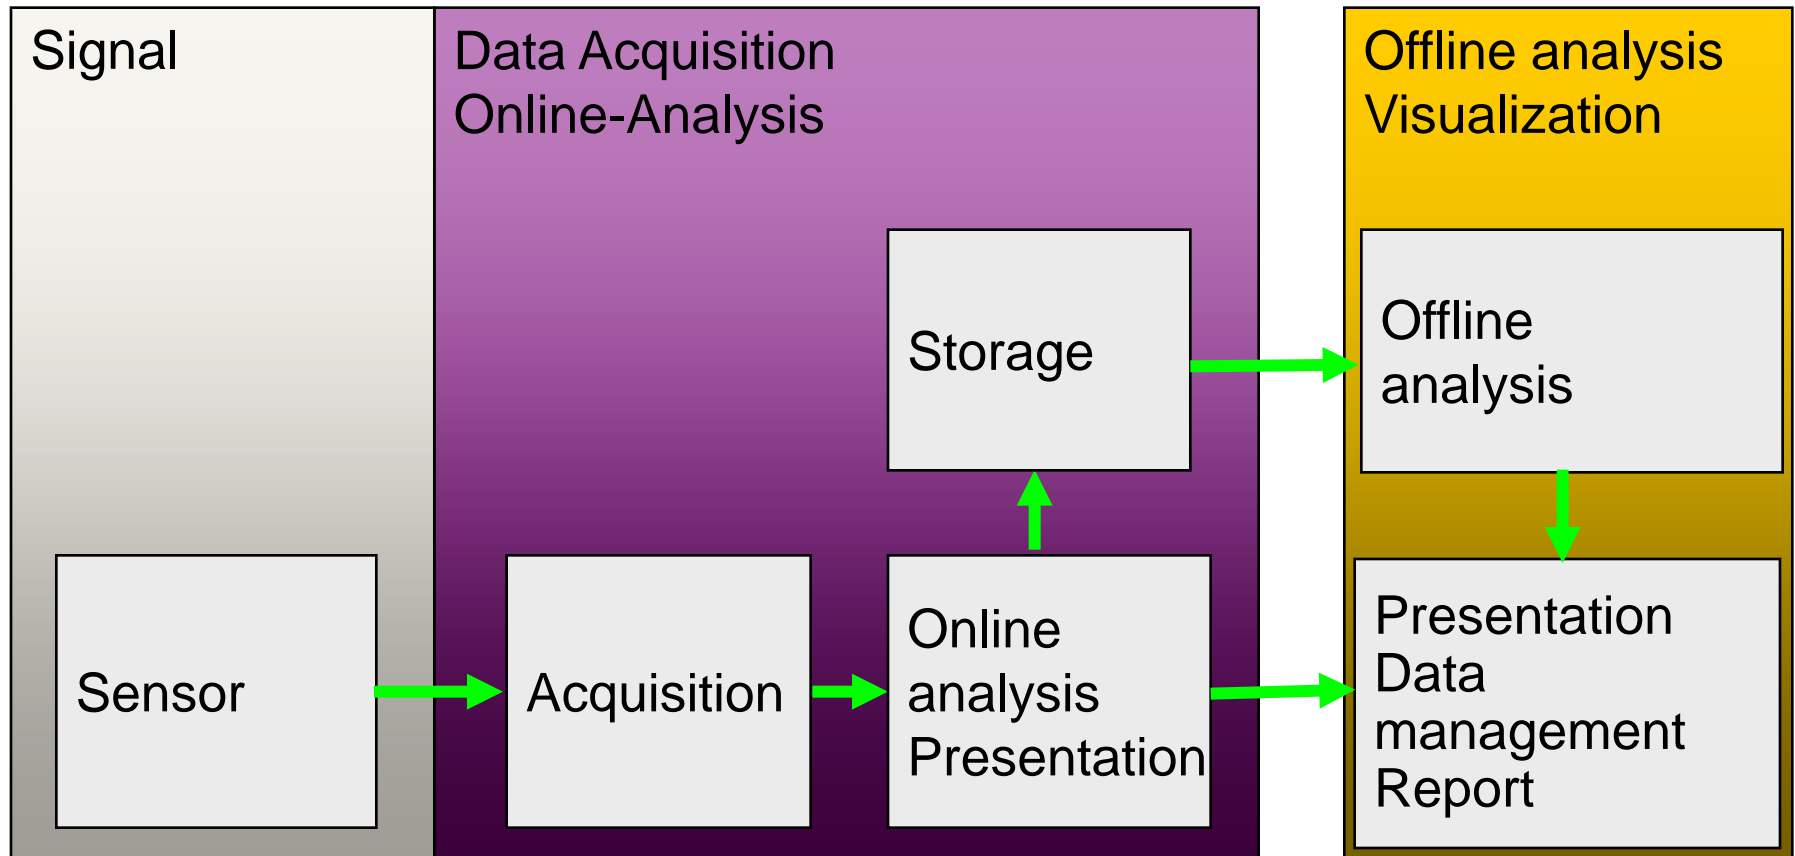 Signal
Data Acquisition
Online-Analysis
Offline analysis
Visualization
Storage
Offline
analysis
Sensor
Acquisition
Online
analysis
Presentation
Presentation
Data
management
Report